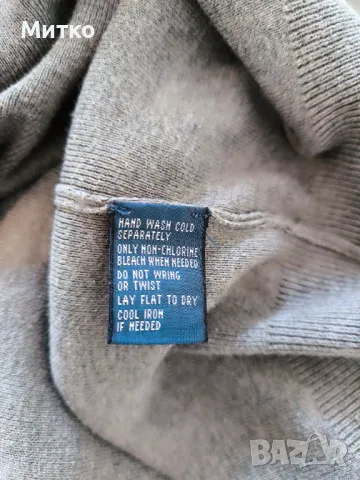 Митко
HAND WASH COLD
SEPARATELY
ONLY NON-CHLORINE
BLEACH WHEN NEEDED
DO NOT WRING
OR TWIST
LAY FLAT TO DRY
COOL IRON
IF NEEDED
BAZAR